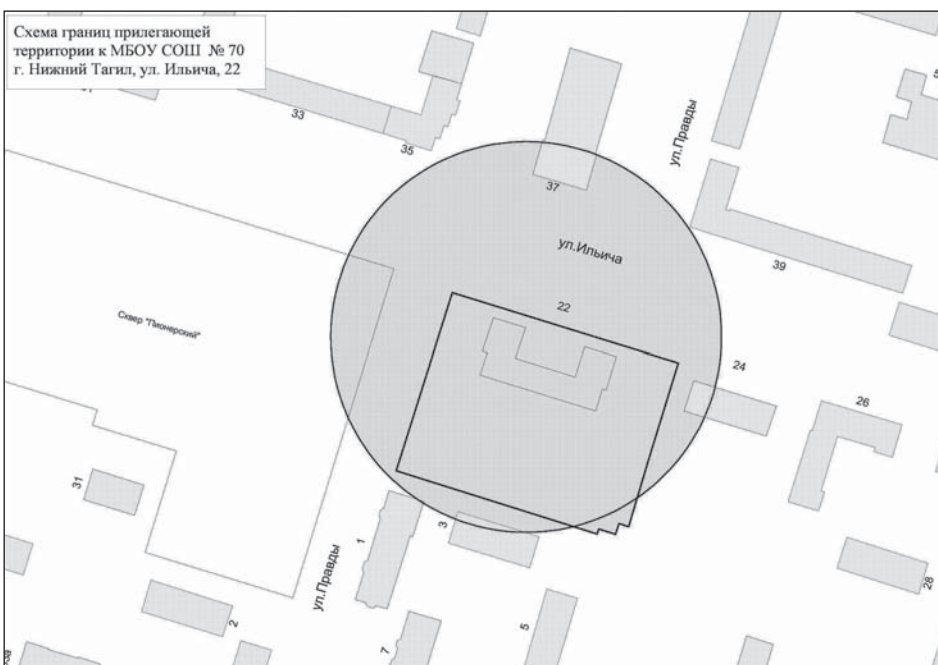 Схема границ прилегающей
территории к МБОУ СОШ № 70
г. Нижний Тагил, ул. Ильича, 22
33
35
37
ул.Правды
ул.Ильича
39
22
Сквер "Пионерский"
24
26
31
1
3
ул.Правды
28
2
5
7